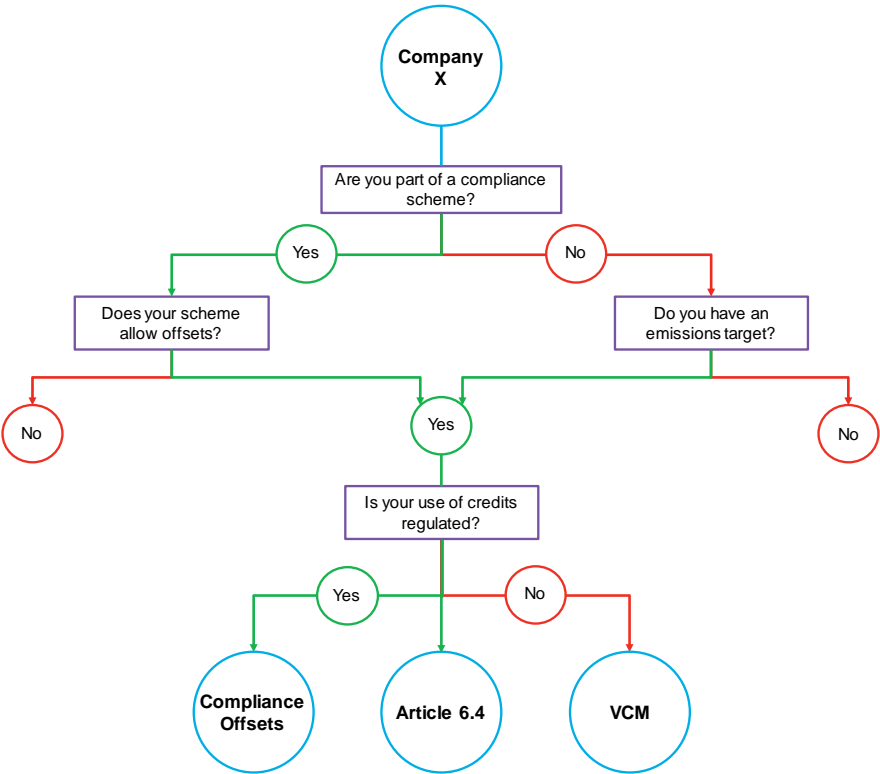 Company
X
Are you part of a compliance
scheme?
Yes
No
Does your scheme
allow offsets?
Do you have an
emissions target?
No
Yes
No
Is your use of credits
regulated?
Yes
No
Compliance
Offsets
Article 6.4
VCM